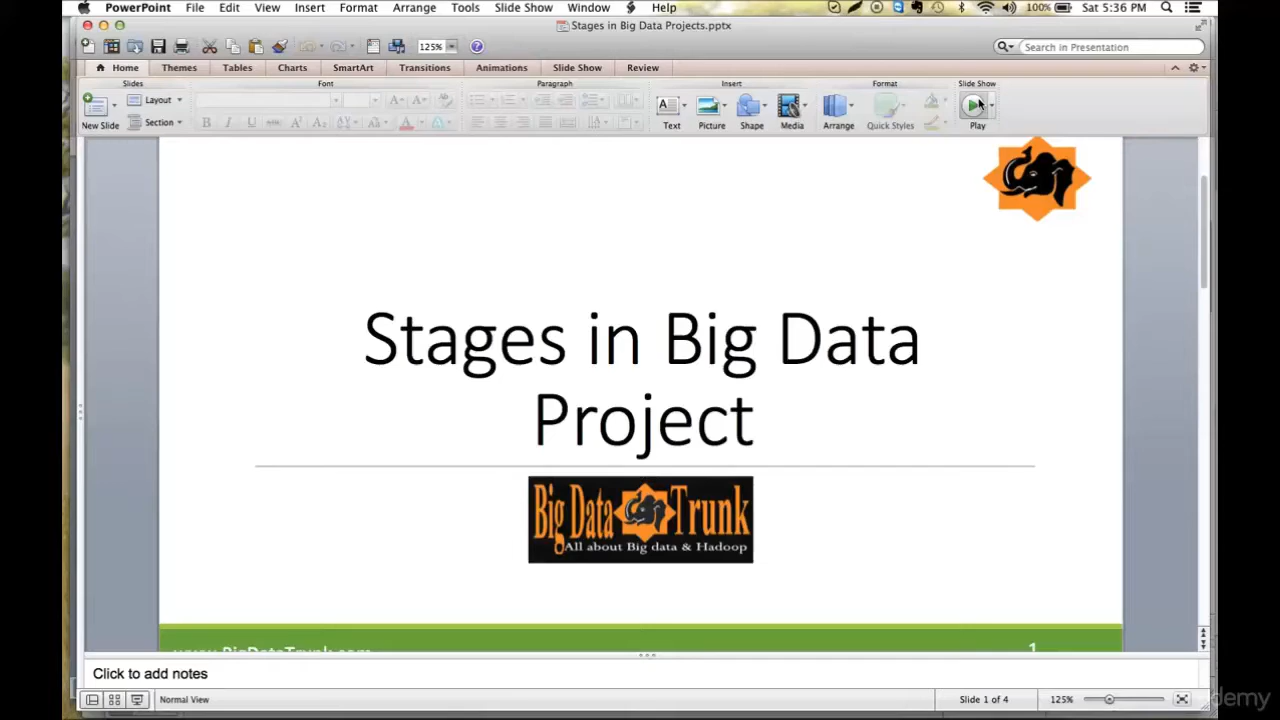 PowerPoint File Edit View Insert Format Arrange Tools Slide Show Window Help 100% Sat 5:36 PM
Stages in Big Data Projects.pptx
125% Search in Presentation
Home Themes Tables Charts SmartArt Transitions Animations Slide Show Review
Slides Font Paragraph Insert Format Slide Show
Layout
Section
New Slide Text Picture Shape Media Arrange Quick Styles Play
Stages in Big Data
Project
Big Data Trunk
All about Big data & Hadoop
www.BigDataTrunk.com 1
Click to add notes
Normal View Slide 1 of 4 125%